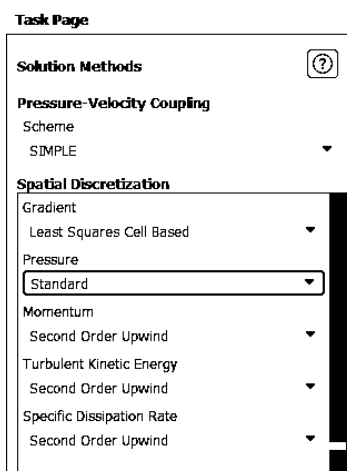 Task Page
Solution Methods
?
Pressure-Velocity Coupling
Scheme
SIMPLE
Spatial Discretization
Gradient
Least Squares Cell Based
Pressure
Standard
Momentum
Second Order Upwind
Turbulent Kinetic Energy
Second Order Upwind
Specific Dissipation Rate
Second Order Upwind